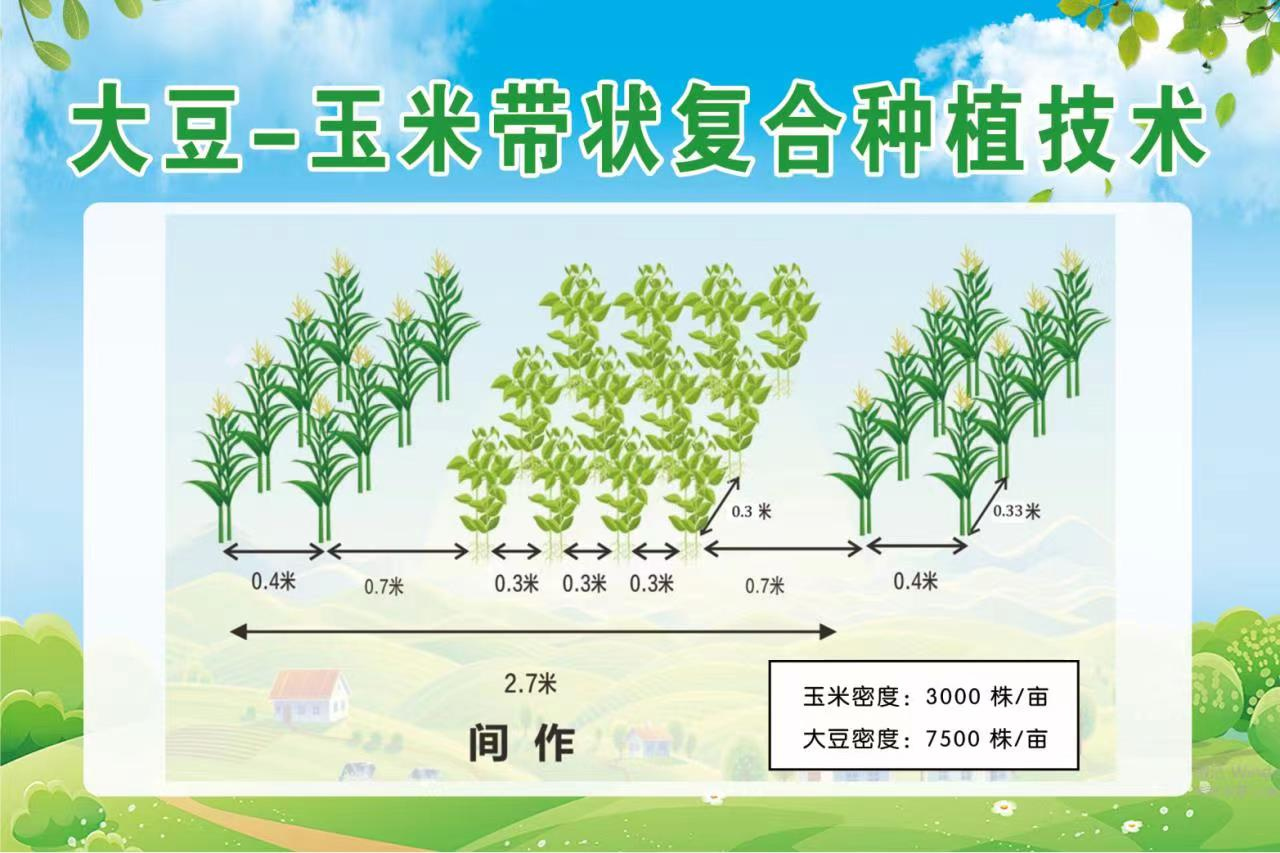 大豆-玉米带状复合种植技术
0.3 米
0.33米
0.4米
0.7米
0.3米
0.3米
0.3米
0.7米
0.4米
2.7米
间 作
玉米密度：3000 株/亩
大豆密度：7500 株/亩